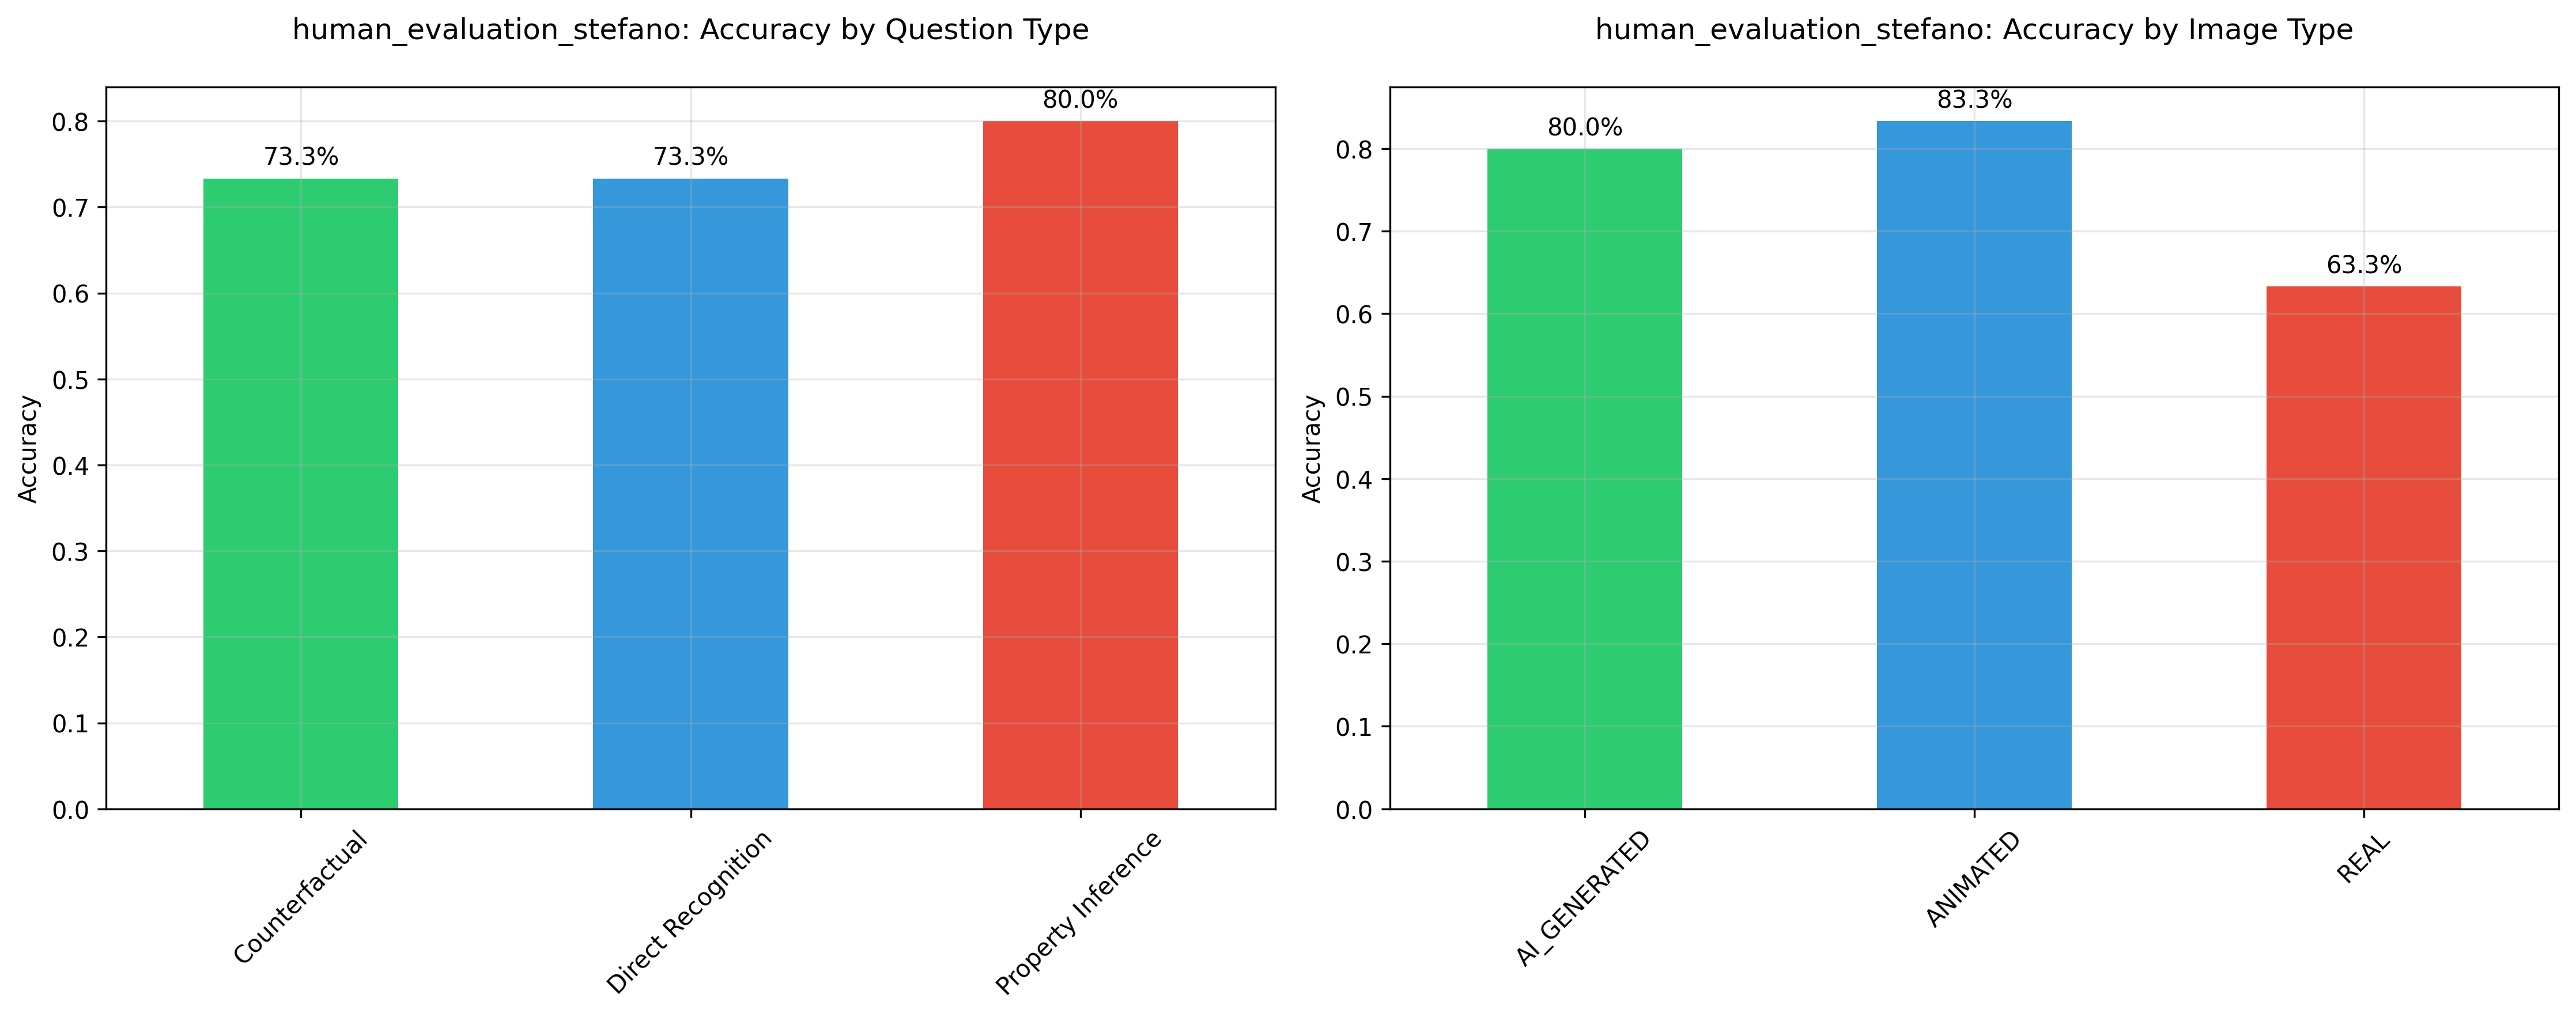 human_evaluation_stefano: Accuracy by Question Type
80.0%
73.3%
73.3%
0.8
0.7
0.6
0.5
0.4
0.3
0.2
0.1
0.0
Accuracy
Counterfactual
Direct Recognition
Property Inference
human_evaluation_stefano: Accuracy by Image Type
83.3%
80.0%
63.3%
0.8
0.7
0.6
0.5
0.4
0.3
0.2
0.1
0.0
Accuracy
AI_GENERATED
ANIMATED
REAL